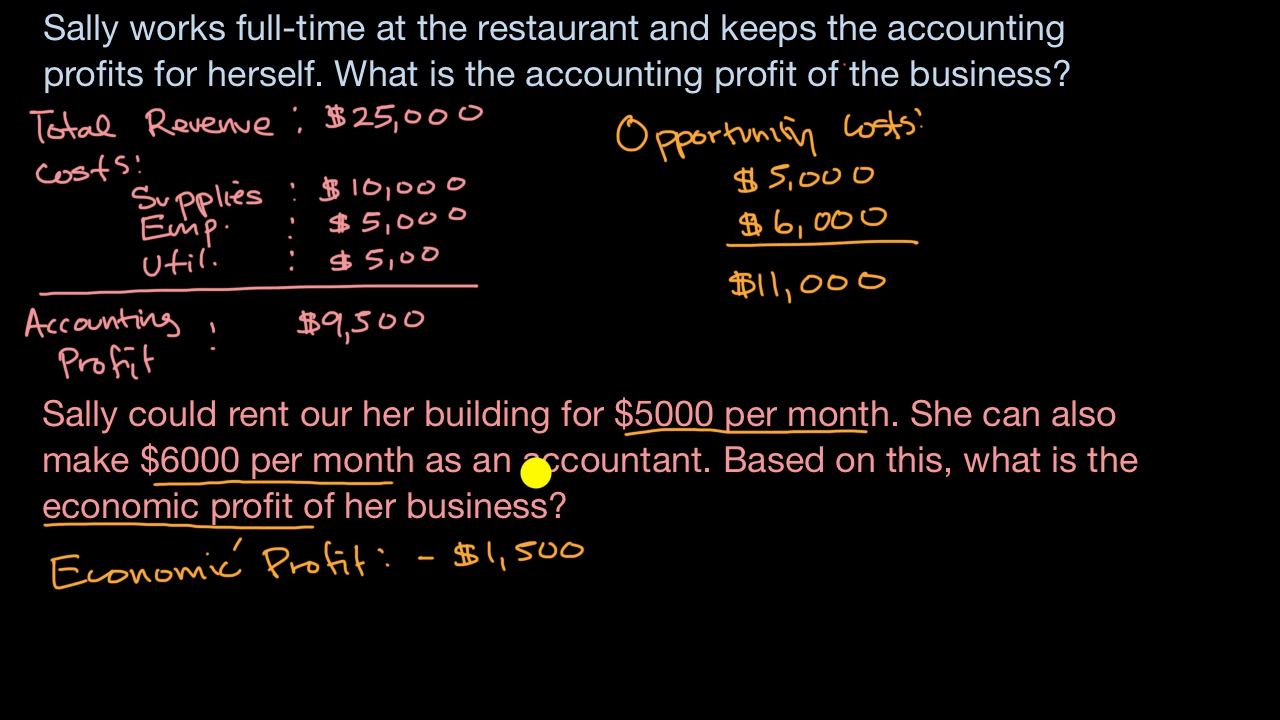 Sally works full-time at the restaurant and keeps the accounting
profits for herself. What is the accounting profit of the business?
Total Revenue : $25,000
Costs:
Supplies : $10,000
Emp. : $5,000
Util. : $5,00
Accounting : $9,500
Profit
Opportunity Costs:
$5,000
$6,000
$11,000
Sally could rent our her building for $5000 per month. She can also
make $6000 per month as an accountant. Based on this, what is the
economic profit of her business?
Economic Profit: - $1,500